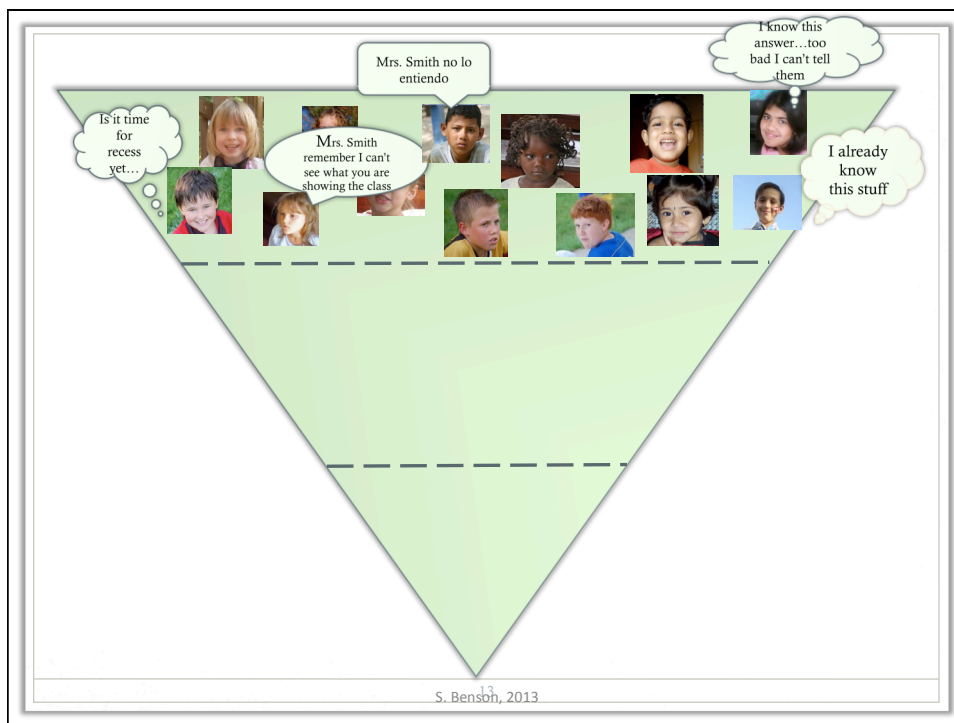 I know this
answer…too
bad I can't tell
them
Mrs. Smith no lo
entiendo
Is it time
for
recess
yet…
Mrs. Smith
remember I can't
see what you are
showing the class
I already
know
this stuff
13
S. Benson, 2013